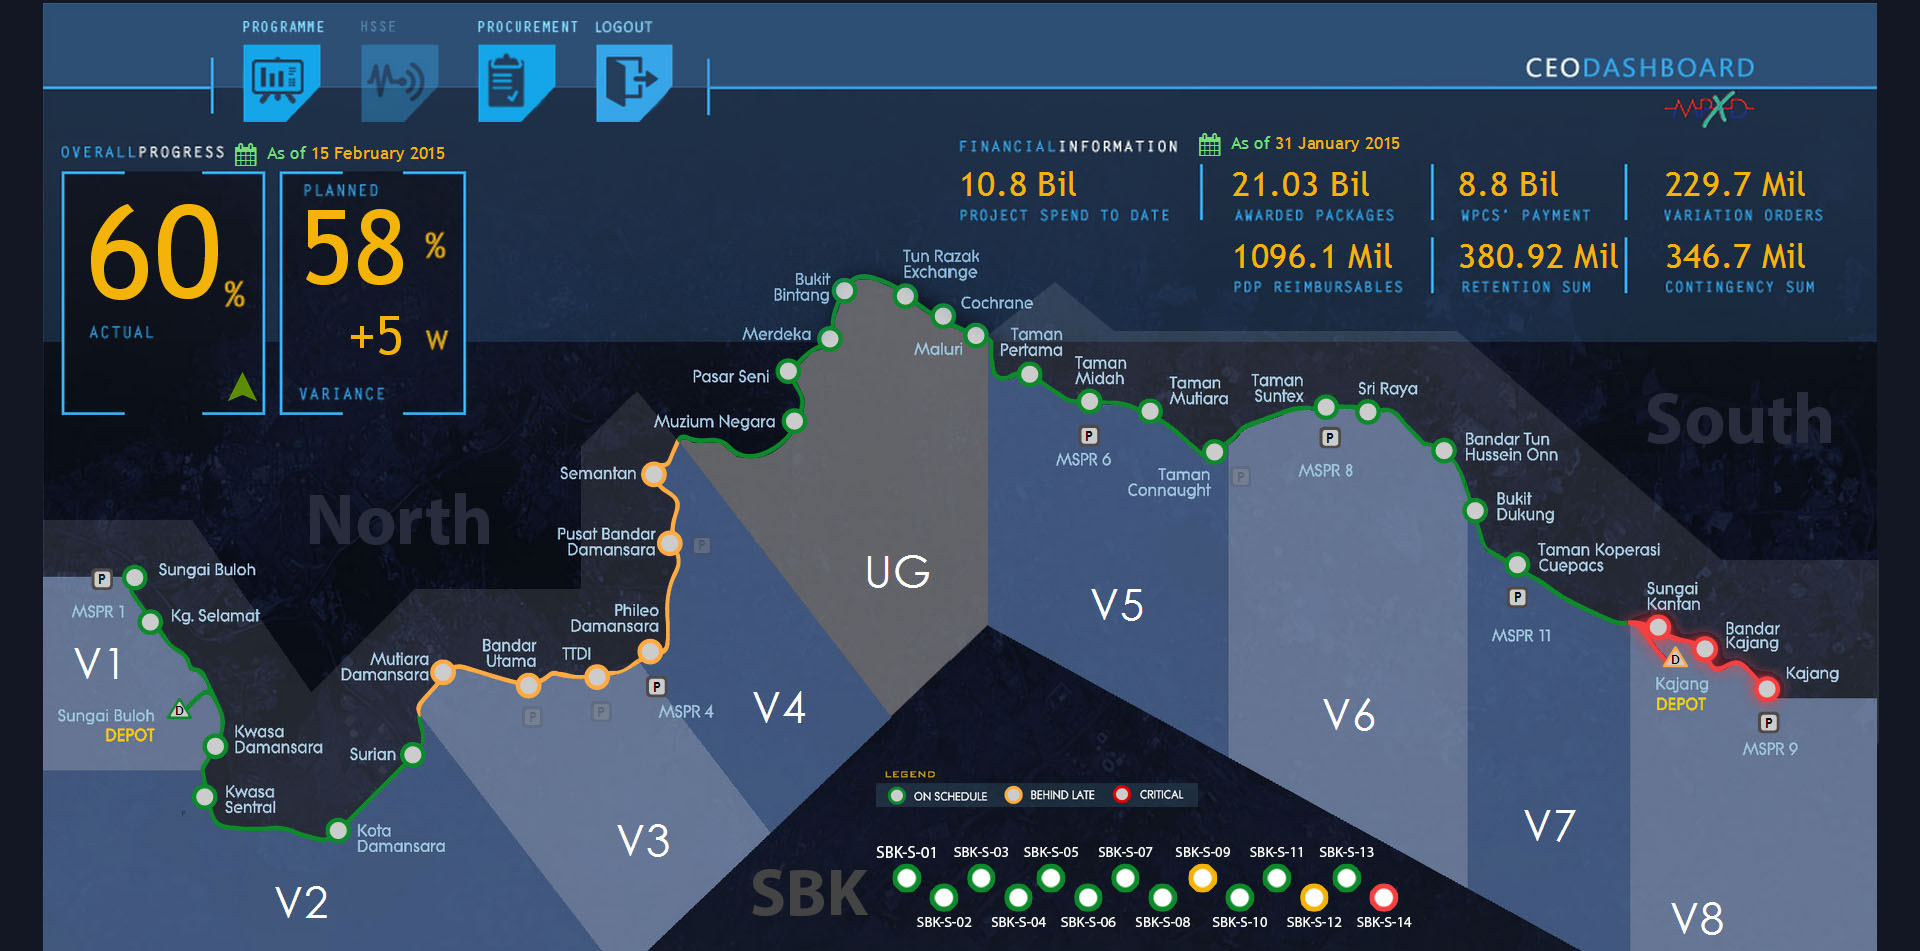 PROGRAMME
HSSE
PROCUREMENT
LOGOUT
CEODASHBOARD
MPXD
OVERALLPROGRESS
As of 15 February 2015
60%
ACTUAL
PLANNED
58 %
+5 W
VARIANCE
FINANCIALINFORMATION
As of 31 January 2015
10.8 Bil
PROJECT SPEND TO DATE
21.03 Bil
AWARDED PACKAGES
8.8 Bil
WPCS' PAYMENT
229.7 Mil
VARIATION ORDERS
1096.1 Mil
PDP REIMBURSABLES
380.92 Mil
RETENTION SUM
346.7 Mil
CONTINGENCY SUM
North
South
SBK
P
Sungai Buloh
MSPR 1
Kg. Selamat
V1
D
Sungai Buloh
DEPOT
Kwasa
Damansara
Kwasa
Sentral
P
Kota
Damansara
V2
Surian
Mutiara
Damansara
Bandar
Utama
P
TTDI
P
Phileo
Damansara
P
MSPR 4
V3
Pusat Bandar
Damansara
P
Semantan
V4
Muzium Negara
Pasar Seni
Merdeka
Bukit
Bintang
Tun Razak
Exchange
Cochrane
Maluri
UG
Taman
Pertama
Taman
Midah
P
MSPR 6
Taman
Mutiara
Taman
Connaught
P
V5
Taman
Suntex
P
MSPR 8
Sri Raya
Bandar Tun
Hussein Onn
V6
Bukit
Dukung
Taman Koperasi
Cuepacs
P
MSPR 11
V7
Sungai
Kantan
Bandar
Kajang
Kajang
D
Kajang
DEPOT
P
MSPR 9
V8
LEGEND
ON SCHEDULE
BEHIND LATE
CRITICAL
SBK-S-01
SBK-S-03
SBK-S-05
SBK-S-07
SBK-S-09
SBK-S-11
SBK-S-13
SBK-S-02
SBK-S-04
SBK-S-06
SBK-S-08
SBK-S-10
SBK-S-12
SBK-S-14